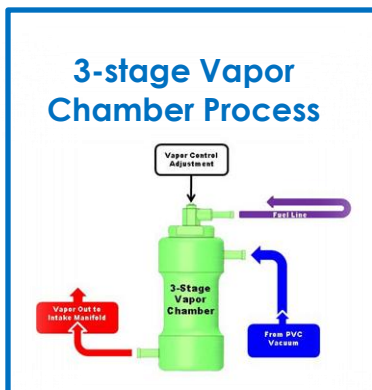 3-stage Vapor
Chamber Process
Vapor Control
Adjustment
Fuel Line
3-Stage
Vapor
Chamber
Vapor Out to
Intake Manifold
From PVC
Vacuum